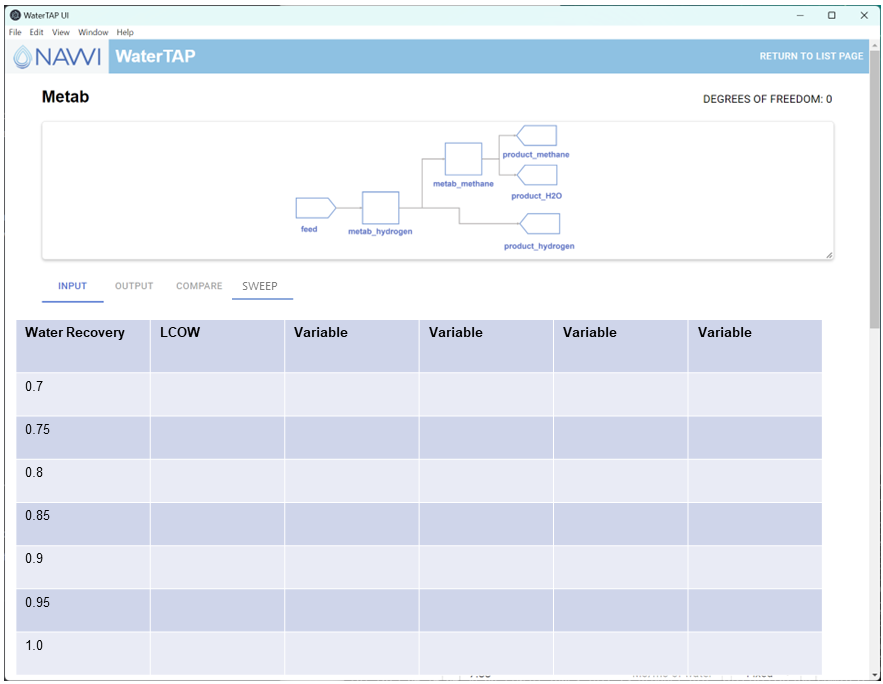 WaterTAP UI
File Edit View Window Help
NAWI WaterTAP RETURN TO LIST PAGE
Metab DEGREES OF FREEDOM: 0
product_methane
metab_methane
product_H2O
feed
metab_hydrogen
product_hydrogen
INPUT OUTPUT COMPARE SWEEP
Water Recovery LCOW Variable Variable Variable Variable
0.7
0.75
0.8
0.85
0.9
0.95
1.0